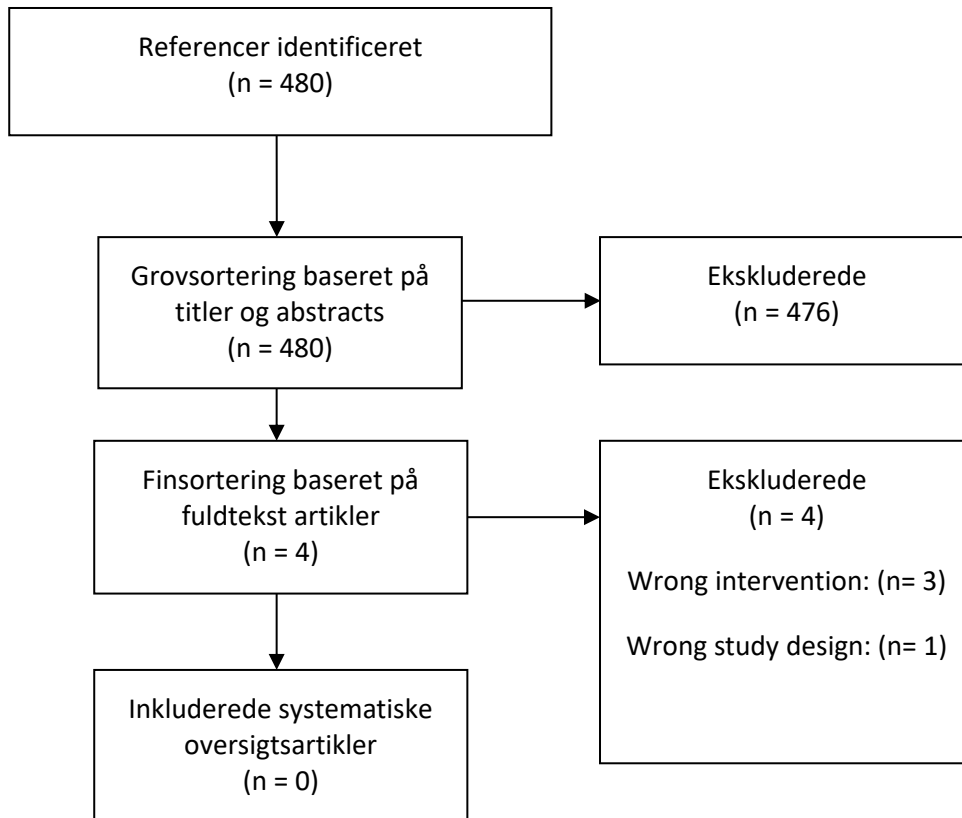 Referencer identificeret
(n = 480)
Grovsortering baseret på
titler og abstracts
(n = 480)
Ekskluderede
(n = 476)
Finsortering baseret på
fuldtekst artikler
(n = 4)
Ekskluderede
(n = 4)
Wrong intervention: (n= 3)
Wrong study design: (n= 1)
Inkluderede systematiske
oversigtsartikler
(n = 0)